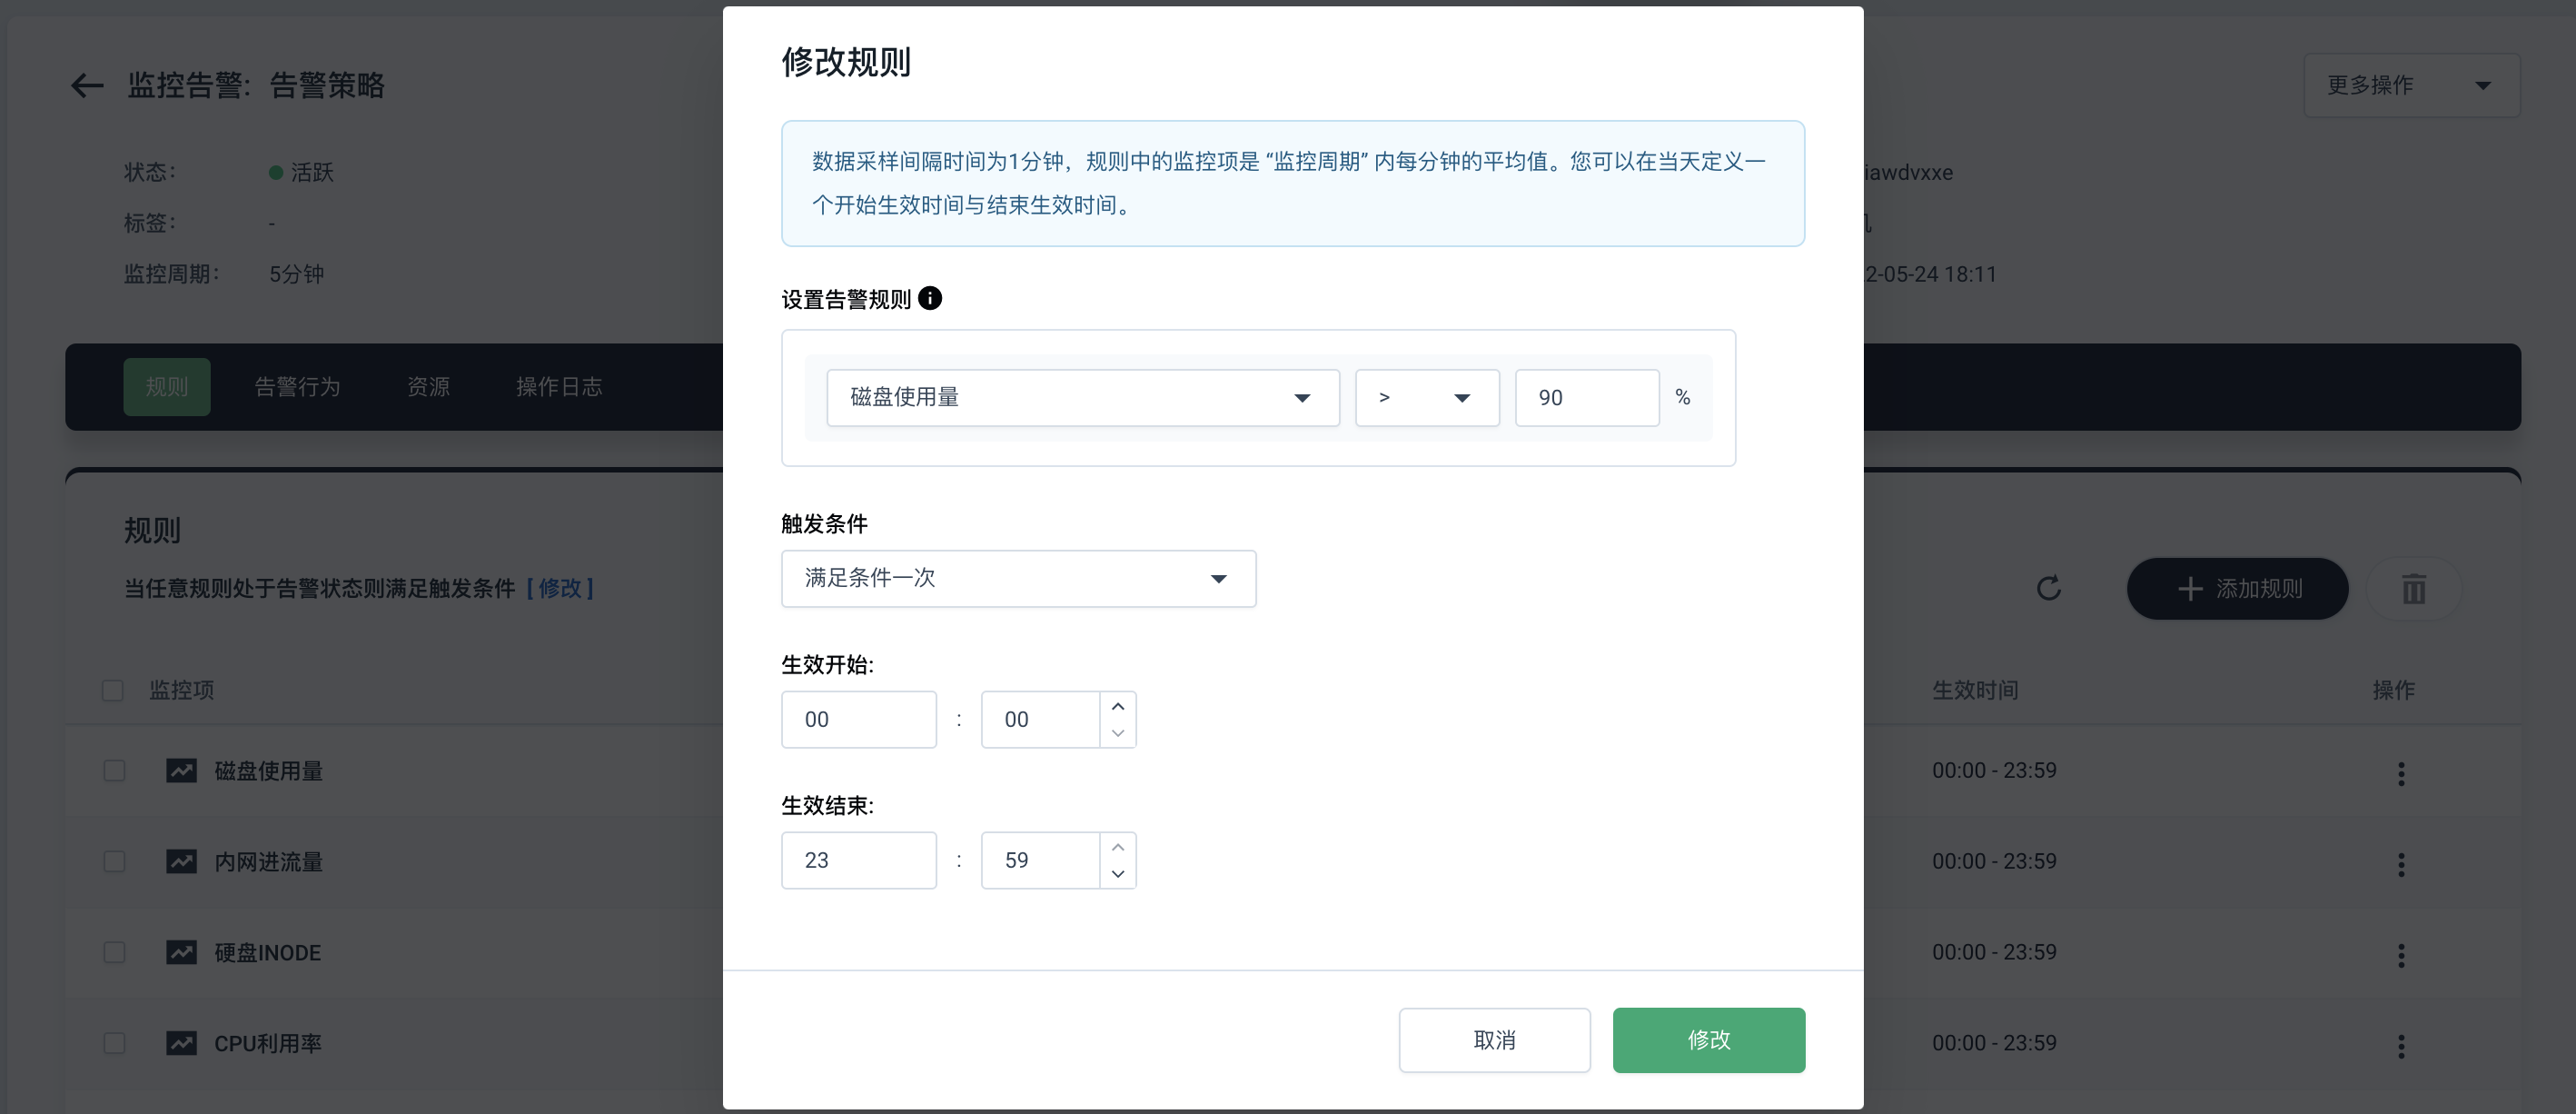 修改规则
数据采样间隔时间为1分钟，规则中的监控项是 “监控周期” 内每分钟的平均值。您可以在当天定义一
个开始生效时间与结束生效时间。
设置告警规则
磁盘使用量 > 90 %
触发条件
满足条件一次
生效开始:
00 : 00
生效结束:
23 : 59
取消 修改
监控告警: 告警策略
更多操作
状态: 活跃
iawdvxxe
标签: -
监控周期: 5分钟
2-05-24 18:11
规则 告警行为 资源 操作日志
规则
当任意规则处于告警状态则满足触发条件 [ 修改 ]
添加规则
监控项 生效时间 操作
磁盘使用量 00:00 - 23:59
内网进流量 00:00 - 23:59
硬盘INODE 00:00 - 23:59
CPU利用率 00:00 - 23:59